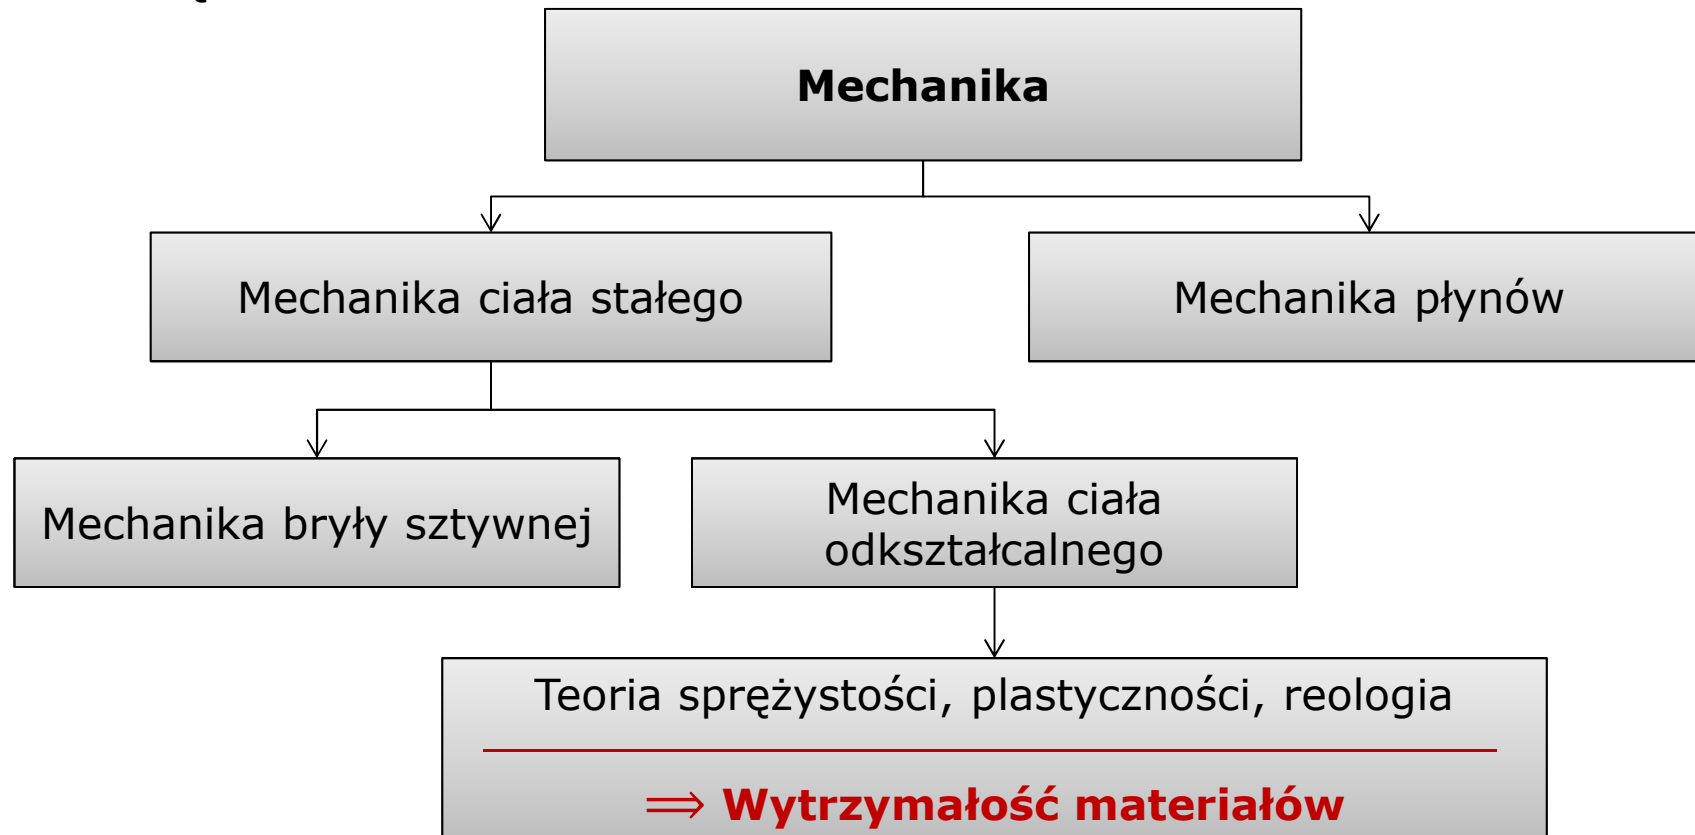 Mechanika
Mechanika ciała stałego
Mechanika płynów
Mechanika bryły sztywnej
Mechanika ciała
odkształcalnego
Teoria sprężystości, plastyczności, reologia
⟹ Wytrzymałość materiałów